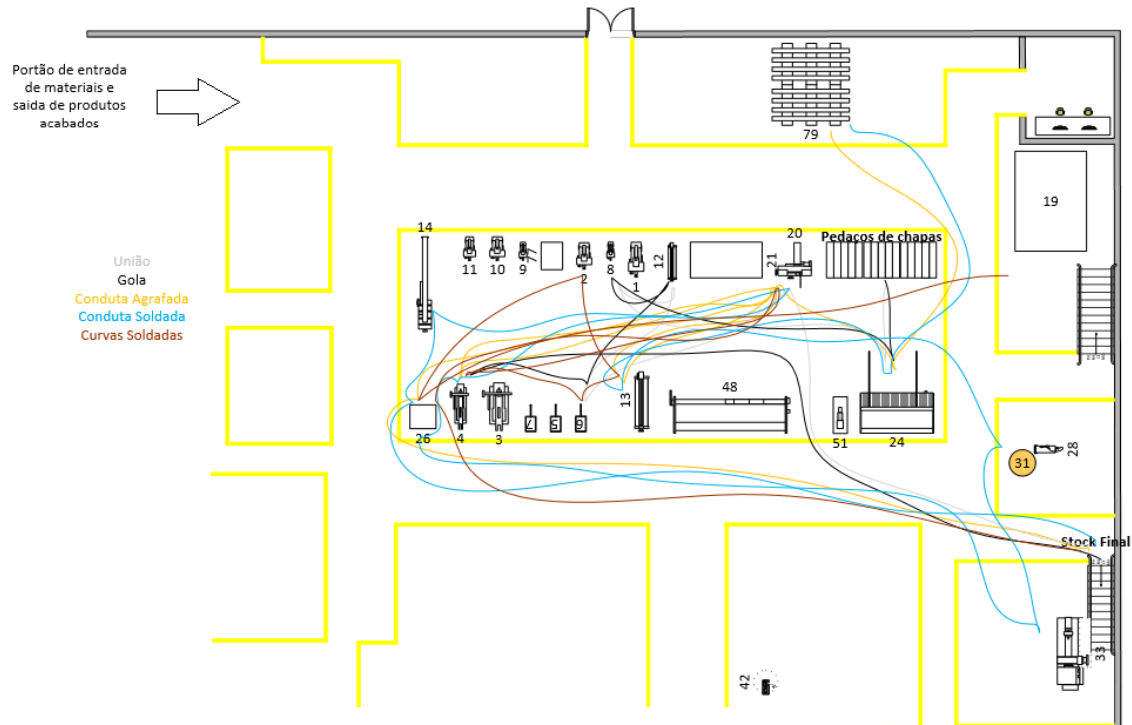 Portão de entrada
de materiais e
saída de produtos
acabados
79
19
14
20
Pedaços de chapas
11
10
9
77
2
8
1
12
21
União
Gola
Conduta Agrafada
Conduta Soldada
Curvas Soldadas
26
4
3
7
5
6
13
48
51
24
31
28
Stock Final
33
42